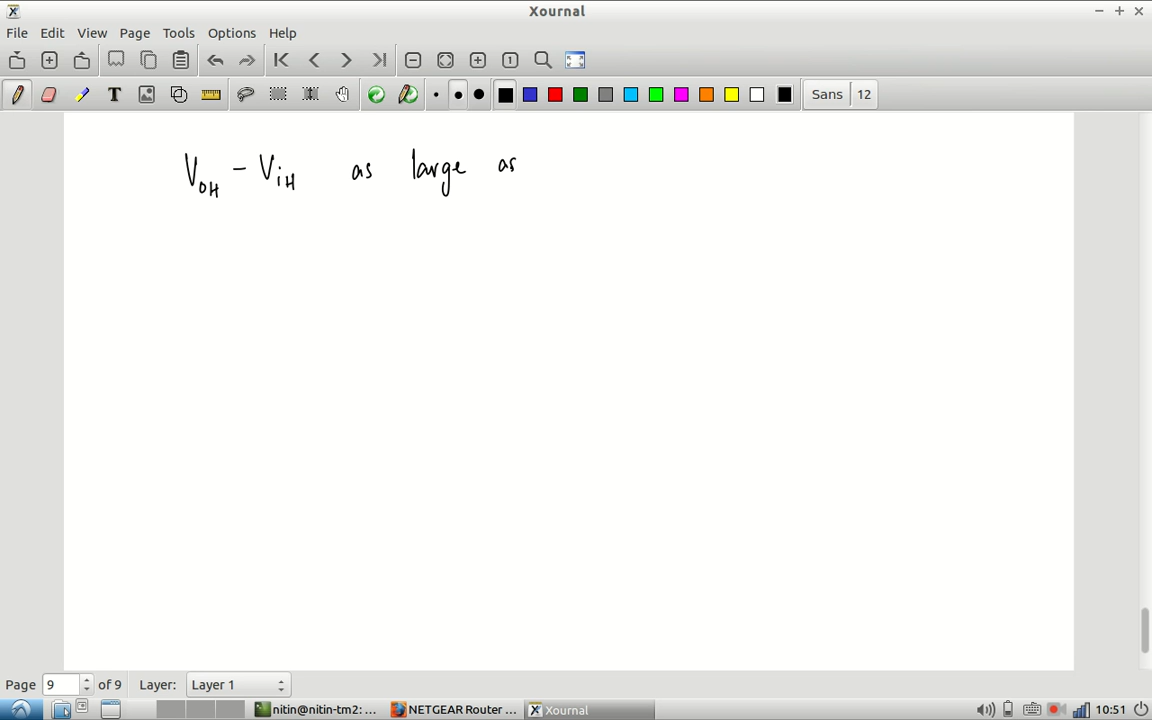 Xournal
File Edit View Page Tools Options Help
Sans 12
V_OH - V_iH as large as
Page 9 of 9 Layer: Layer 1
nitin@nitin-tm2: ... NETGEAR Router ... Xournal 10:51